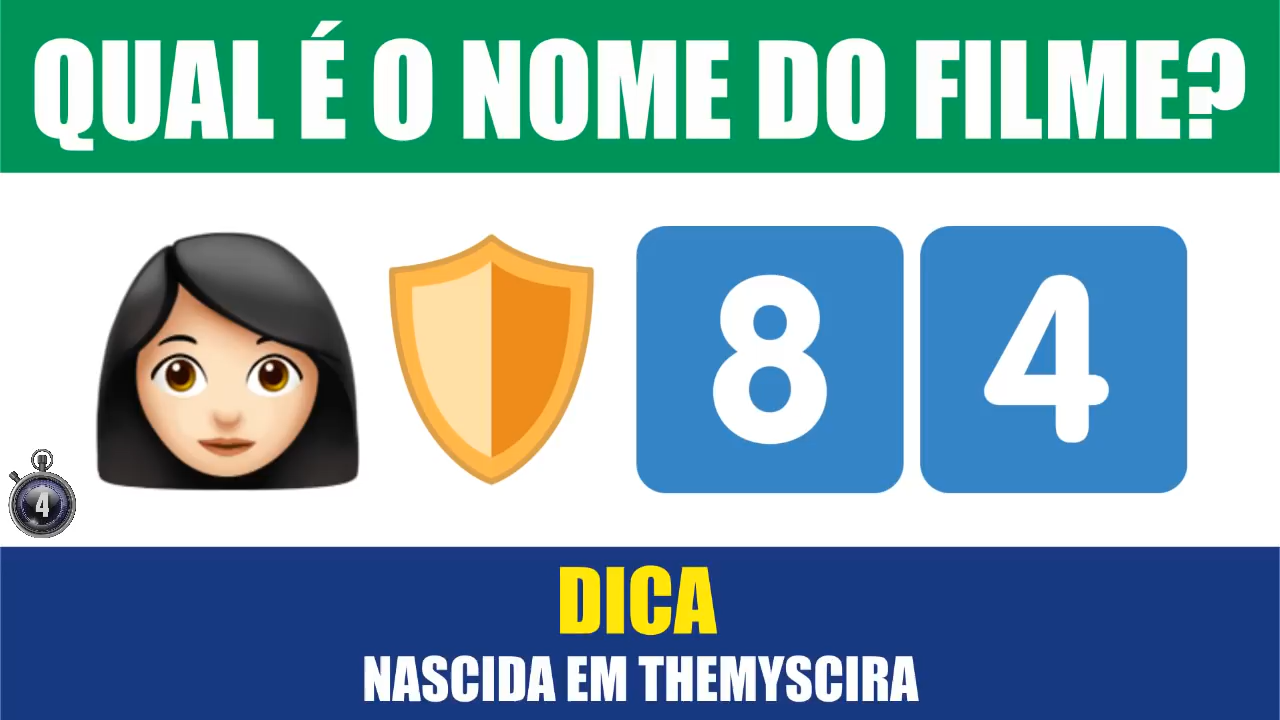 QUAL É O NOME DO FILME?
8 4
4
DICA
NASCIDA EM THEMYSCIRA